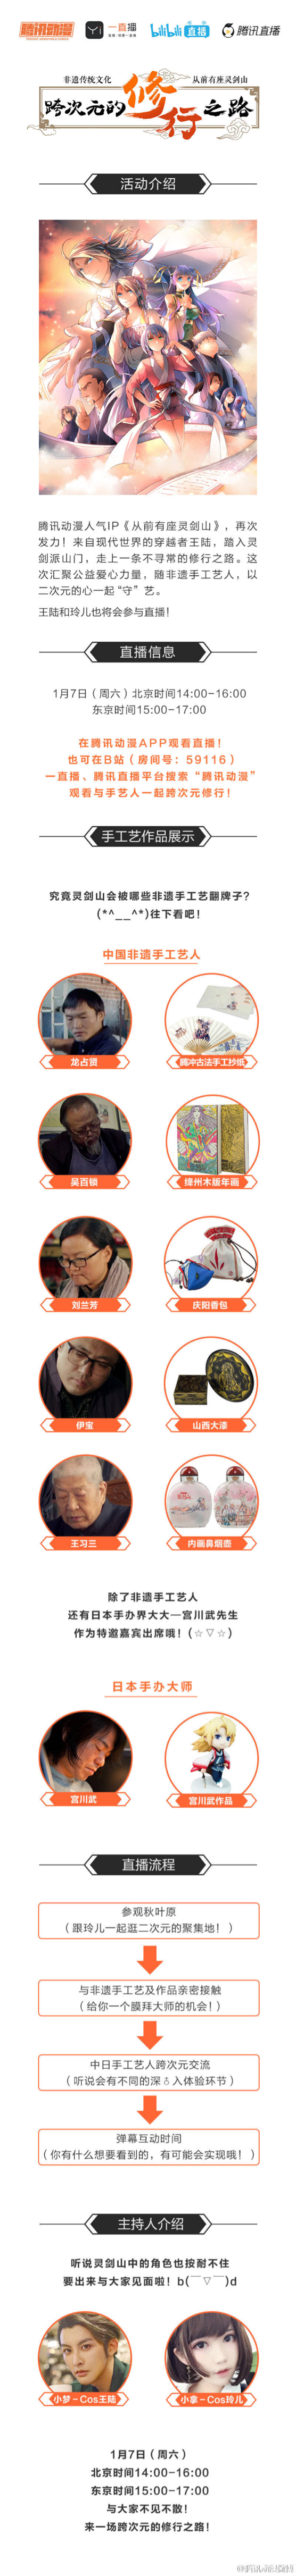 腾讯动漫
一直播
bilibili 直播
腾讯直播
非遗传统文化
从前有座灵剑山
跨次元的修行之路
活动介绍
腾讯动漫人气IP《从前有座灵剑山》，再次
发力！来自现代世界的穿越者王陆，踏入灵
剑派山门，走上一条不寻常的修行之路。这
次汇聚公益爱心力量，随非遗手工艺人，以
二次元的心一起“守”艺。
王陆和玲儿也将会参与直播！
直播信息
1月7日（周六）北京时间14:00-16:00
东京时间15:00-17:00
在腾讯动漫APP观看直播！
也可在B站（房间号：59116）
一直播、腾讯直播平台搜索“腾讯动漫”
观看与手艺人一起跨次元修行！
手工艺作品展示
究竟灵剑山会被哪些非遗手工艺翻牌子？
(*^__^*)往下看吧！
中国非遗手工艺人
龙占贤
腾冲古法手工抄纸
吴百锁
绛州木版年画
刘兰芳
庆阳香包
伊宝
山西大漆
王习三
内画鼻烟壶
除了非遗手工艺人
还有日本手办界大大—宫川武先生
作为特邀嘉宾出席哦！(☆▽☆)
日本手办大师
宫川武
宫川武作品
直播流程
参观秋叶原
（跟玲儿一起逛二次元的聚集地！）
与非遗手工艺及作品亲密接触
（给你一个膜拜大师的机会！）
中日手工艺人跨次元交流
（听说会有不同的深♂入体验环节）
弹幕互动时间
（你有什么想要看到的，有可能会实现哦！）
主持人介绍
听说灵剑山中的角色也按耐不住
要出来与大家见面啦！b(￣▽￣)d
小梦-Cos王陆
小拿-Cos玲儿
1月7日（周六）
北京时间14:00-16:00
东京时间15:00-17:00
与大家不见不散！
来一场跨次元的修行之路！